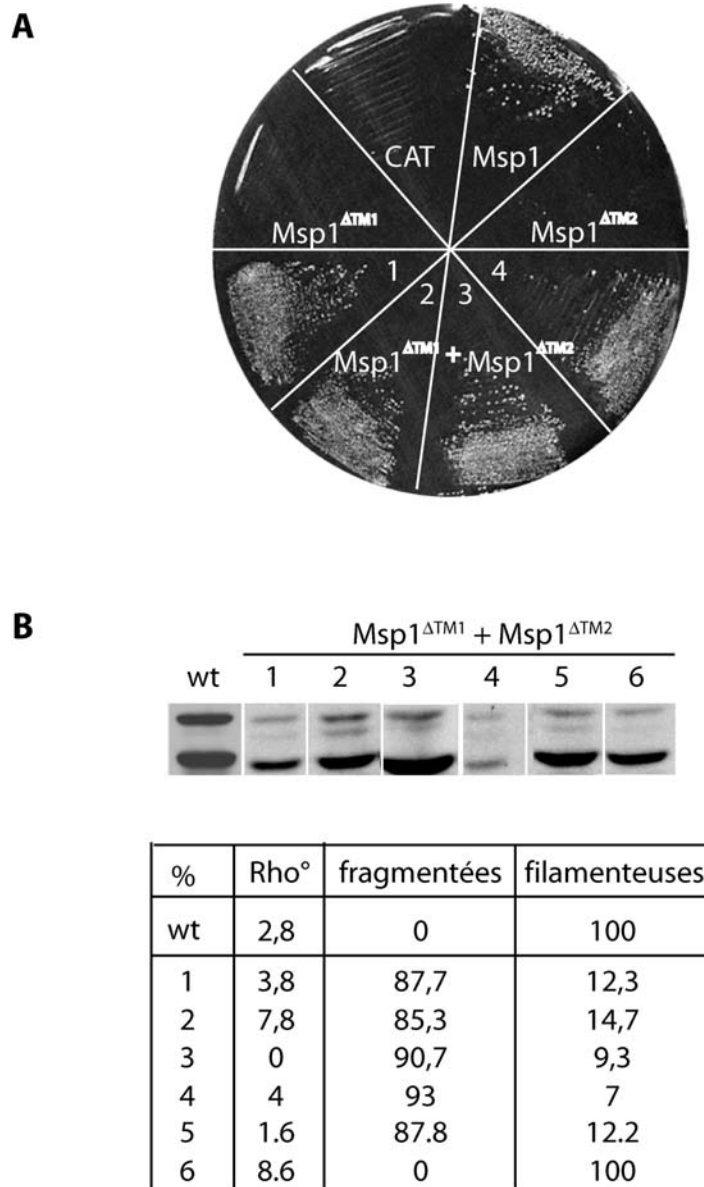 A
CAT
Msp1
Msp1ΔTM1
Msp1ΔTM2
1
2
3
4
Msp1ΔTM1 + Msp1ΔTM2
B
Msp1ΔTM1 + Msp1ΔTM2
wt 1 2 3 4 5 6
% Rho° fragmentées filamenteuses
wt 2,8 0 100
1 3,8 87,7 12,3
2 7,8 85,3 14,7
3 0 90,7 9,3
4 4 93 7
5 1.6 87.8 12.2
6 8.6 0 100